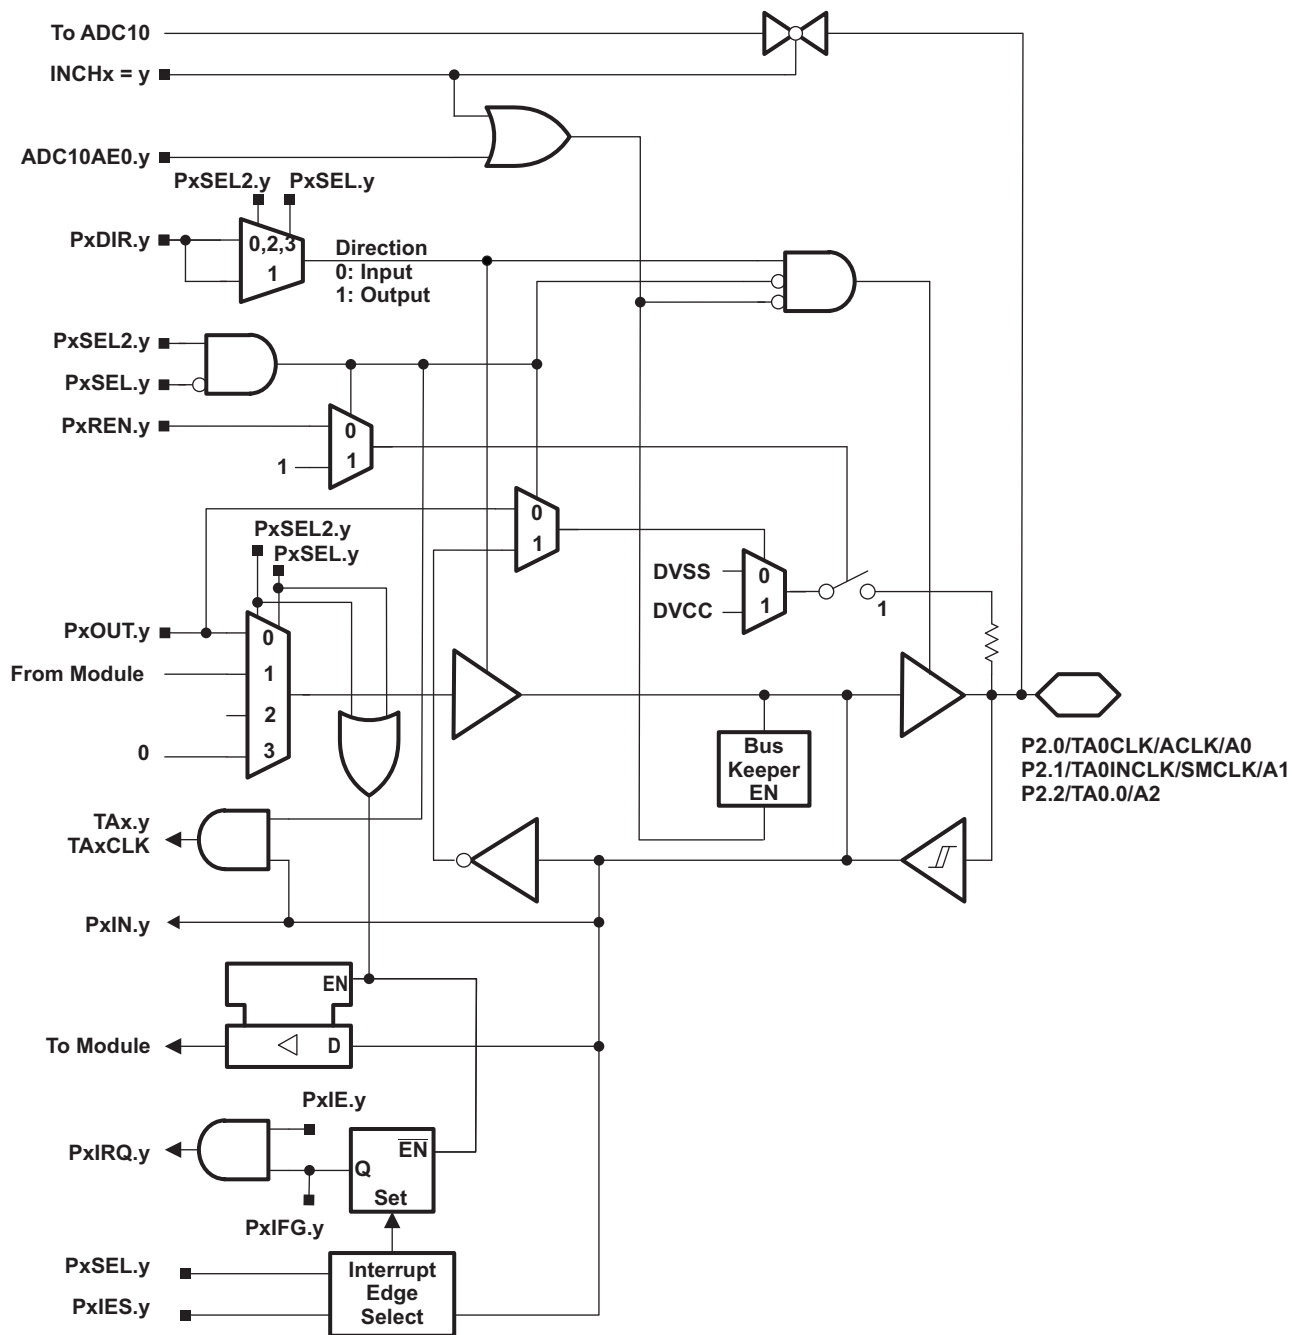 To ADC10
INCHx = y
ADC10AE0.y
PxSEL2.y
PxSEL.y
PxDIR.y
0,2,3
1
Direction
0: Input
1: Output
PxSEL2.y
PxSEL.y
PxREN.y
0
1
1
0
1
PxSEL2.y
PxSEL.y
DVSS
DVCC
0
1
1
PxOUT.y
From Module
0
0
1
2
3
Bus
Keeper
EN
P2.0/TA0CLK/ACLK/A0
P2.1/TA0INCLK/SMCLK/A1
P2.2/TA0.0/A2
TAx.y
TAxCLK
PxIN.y
EN
D
To Module
PxIE.y
PxIRQ.y
EN
Q
Set
PxIFG.y
PxSEL.y
PxIES.y
Interrupt
Edge
Select